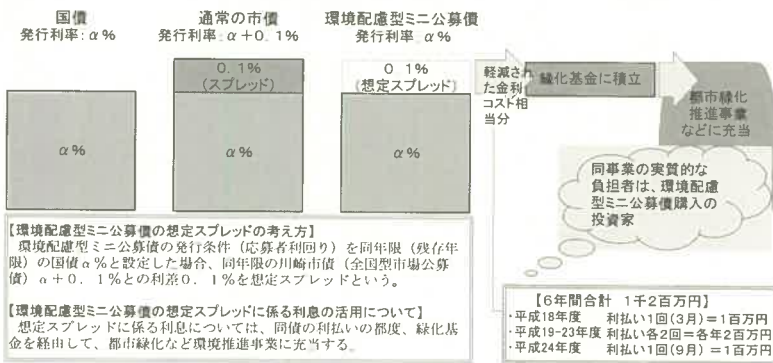 国債
発行利率:α%
通常の市債
発行利率:α+0.1%
環境配慮型ミニ公募債
発行利率:α%
0.1%
(スプレッド)
0.1%
(想定スプレッド)
α%
α%
α%
軽減され
た金利
コスト相
当分
緑化基金に積立
都市緑化
推進事業
などに充当
同事業の実質的な
負担者は、環境配慮
型ミニ公募債購入の
投資家
【環境配慮型ミニ公募債の想定スプレッドの考え方】
環境配慮型ミニ公募債の発行条件(応募者利回り)を同年限(残存年
限)の国債α%と設定した場合、同年限の川崎市債(全国型市場公募
債)α+0.1%との利差0.1%を想定スプレッドという。
【環境配慮型ミニ公募債の想定スプレッドに係る利息の活用について】
想定スプレッドに係る利息については、同債の利払いの都度、緑化基
金を経由して、都市緑化など環境推進事業に充当する。
【6年間合計 1千2百万円】
・平成18年度 利払い1回(3月)=1百万円
・平成19-23年度 利払い各2回=各年2百万円
・平成24年度 利払い1回(9月)=1百万円